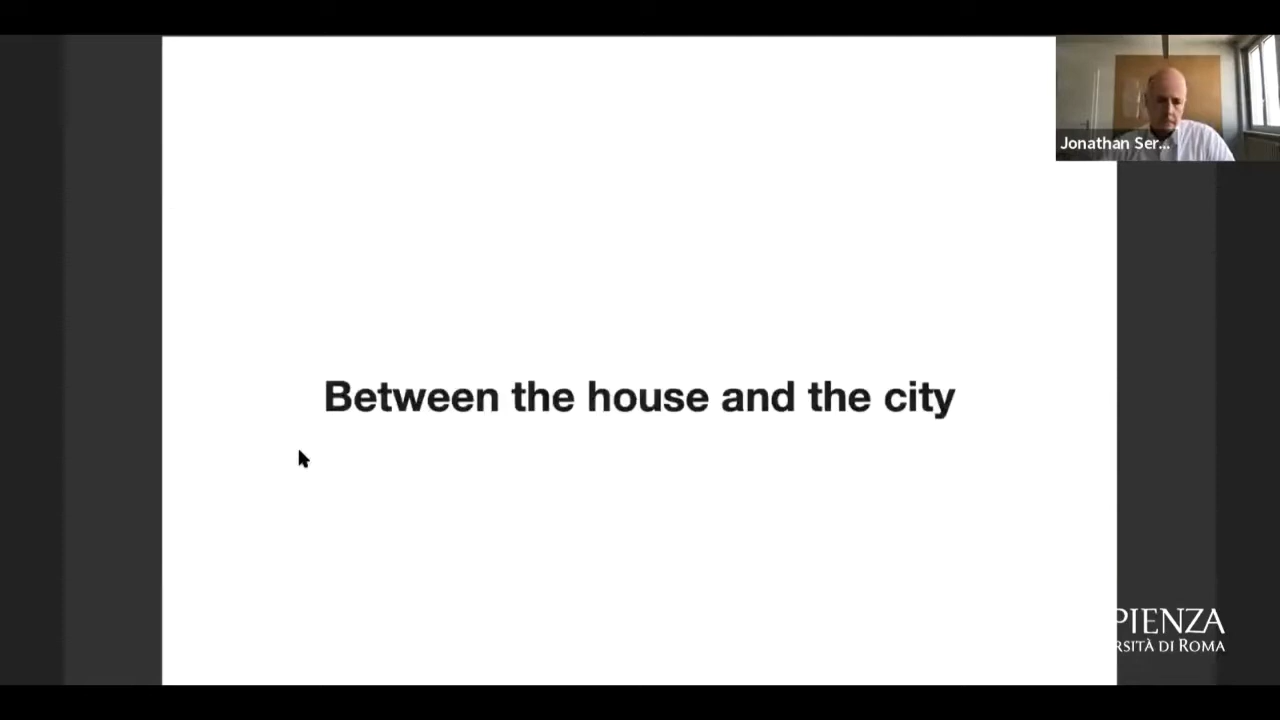 Jonathan Ser...
Between the house and the city
PIENZA
RSITÀ DI ROMA